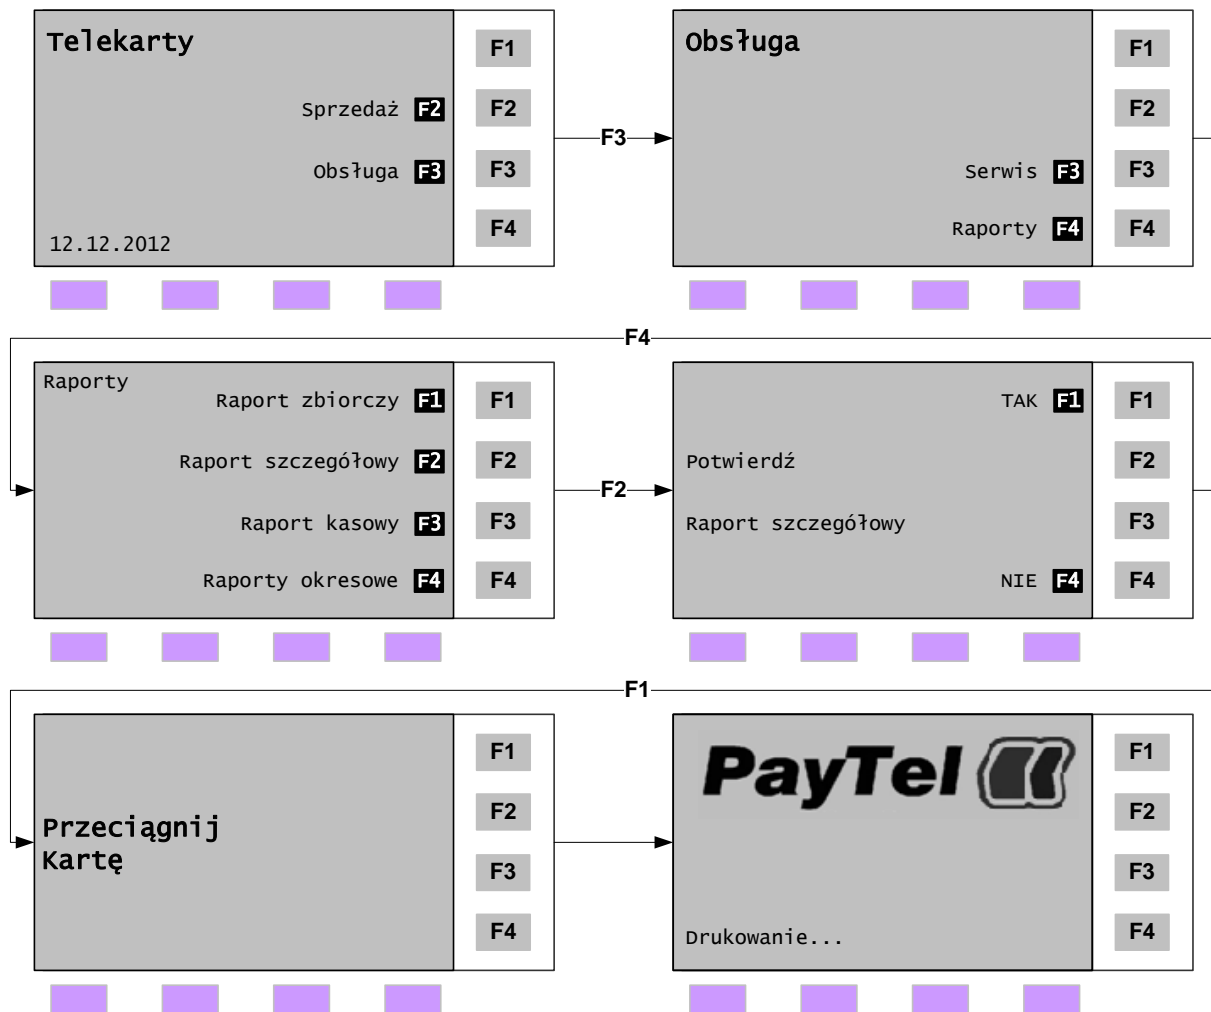 Telekarty
F1
Sprzedaż F2
F2
Obsługa F3
F3
12.12.2012
F4
F3
Obsługa
F1
F2
Serwis F3
F3
Raporty F4
F4
F4
Raporty
Raport zbiorczy F1
F1
Raport szczegółowy F2
F2
Raport kasowy F3
F3
Raporty okresowe F4
F4
F2
TAK F1
F1
Potwierdź
F2
Raport szczegółowy
F3
NIE F4
F4
F1
Przeciągnij
Kartę
F1
F2
F3
F4
PayTel
Drukowanie...
F1
F2
F3
F4